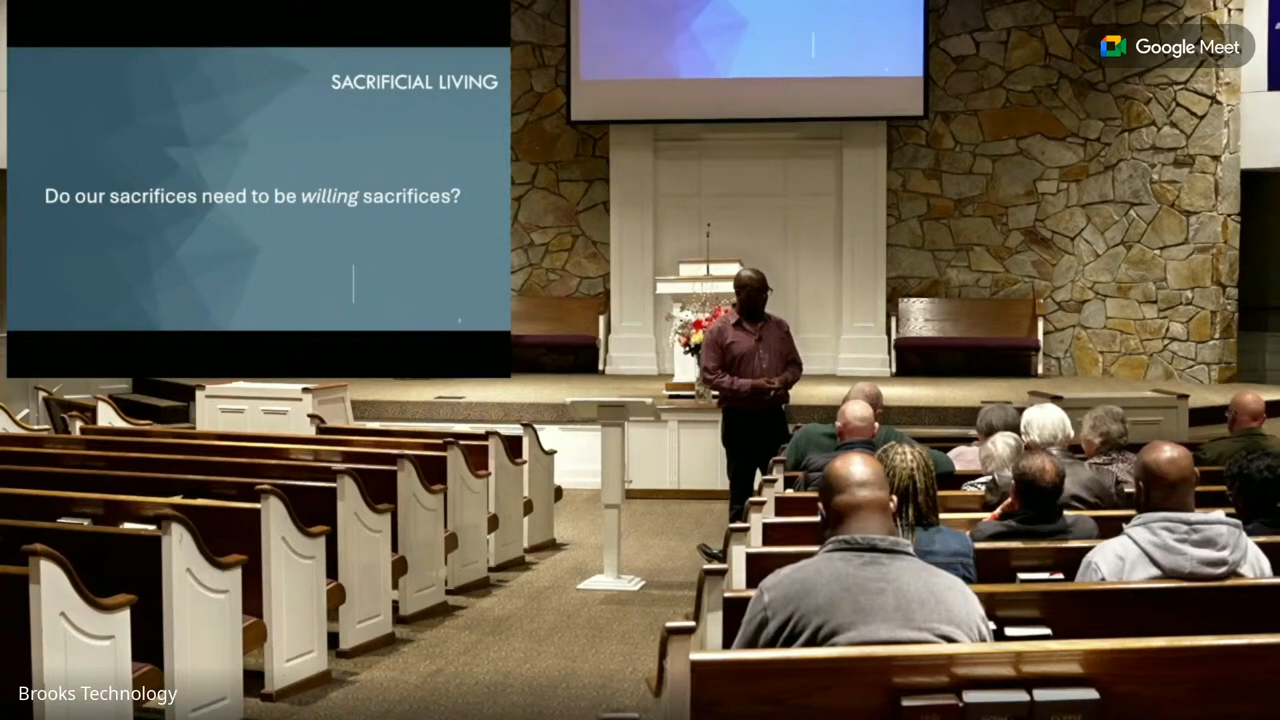 SACRIFICIAL LIVING
Do our sacrifices need to be willing sacrifices?
Google Meet
Brooks Technology